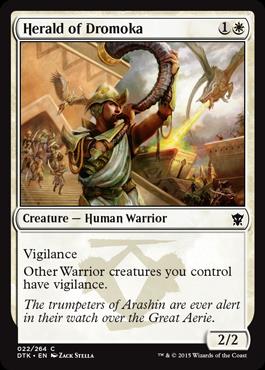 Herald of Dromoka 1
Creature — Human Warrior
Vigilance
Other Warrior creatures you control
have vigilance.
The trumpeters of Arashin are ever alert
in their watch over the Great Aerie.
2/2
022/264 C
DTK • EN Zack Stella
™ & © 2015 Wizards of the Coast